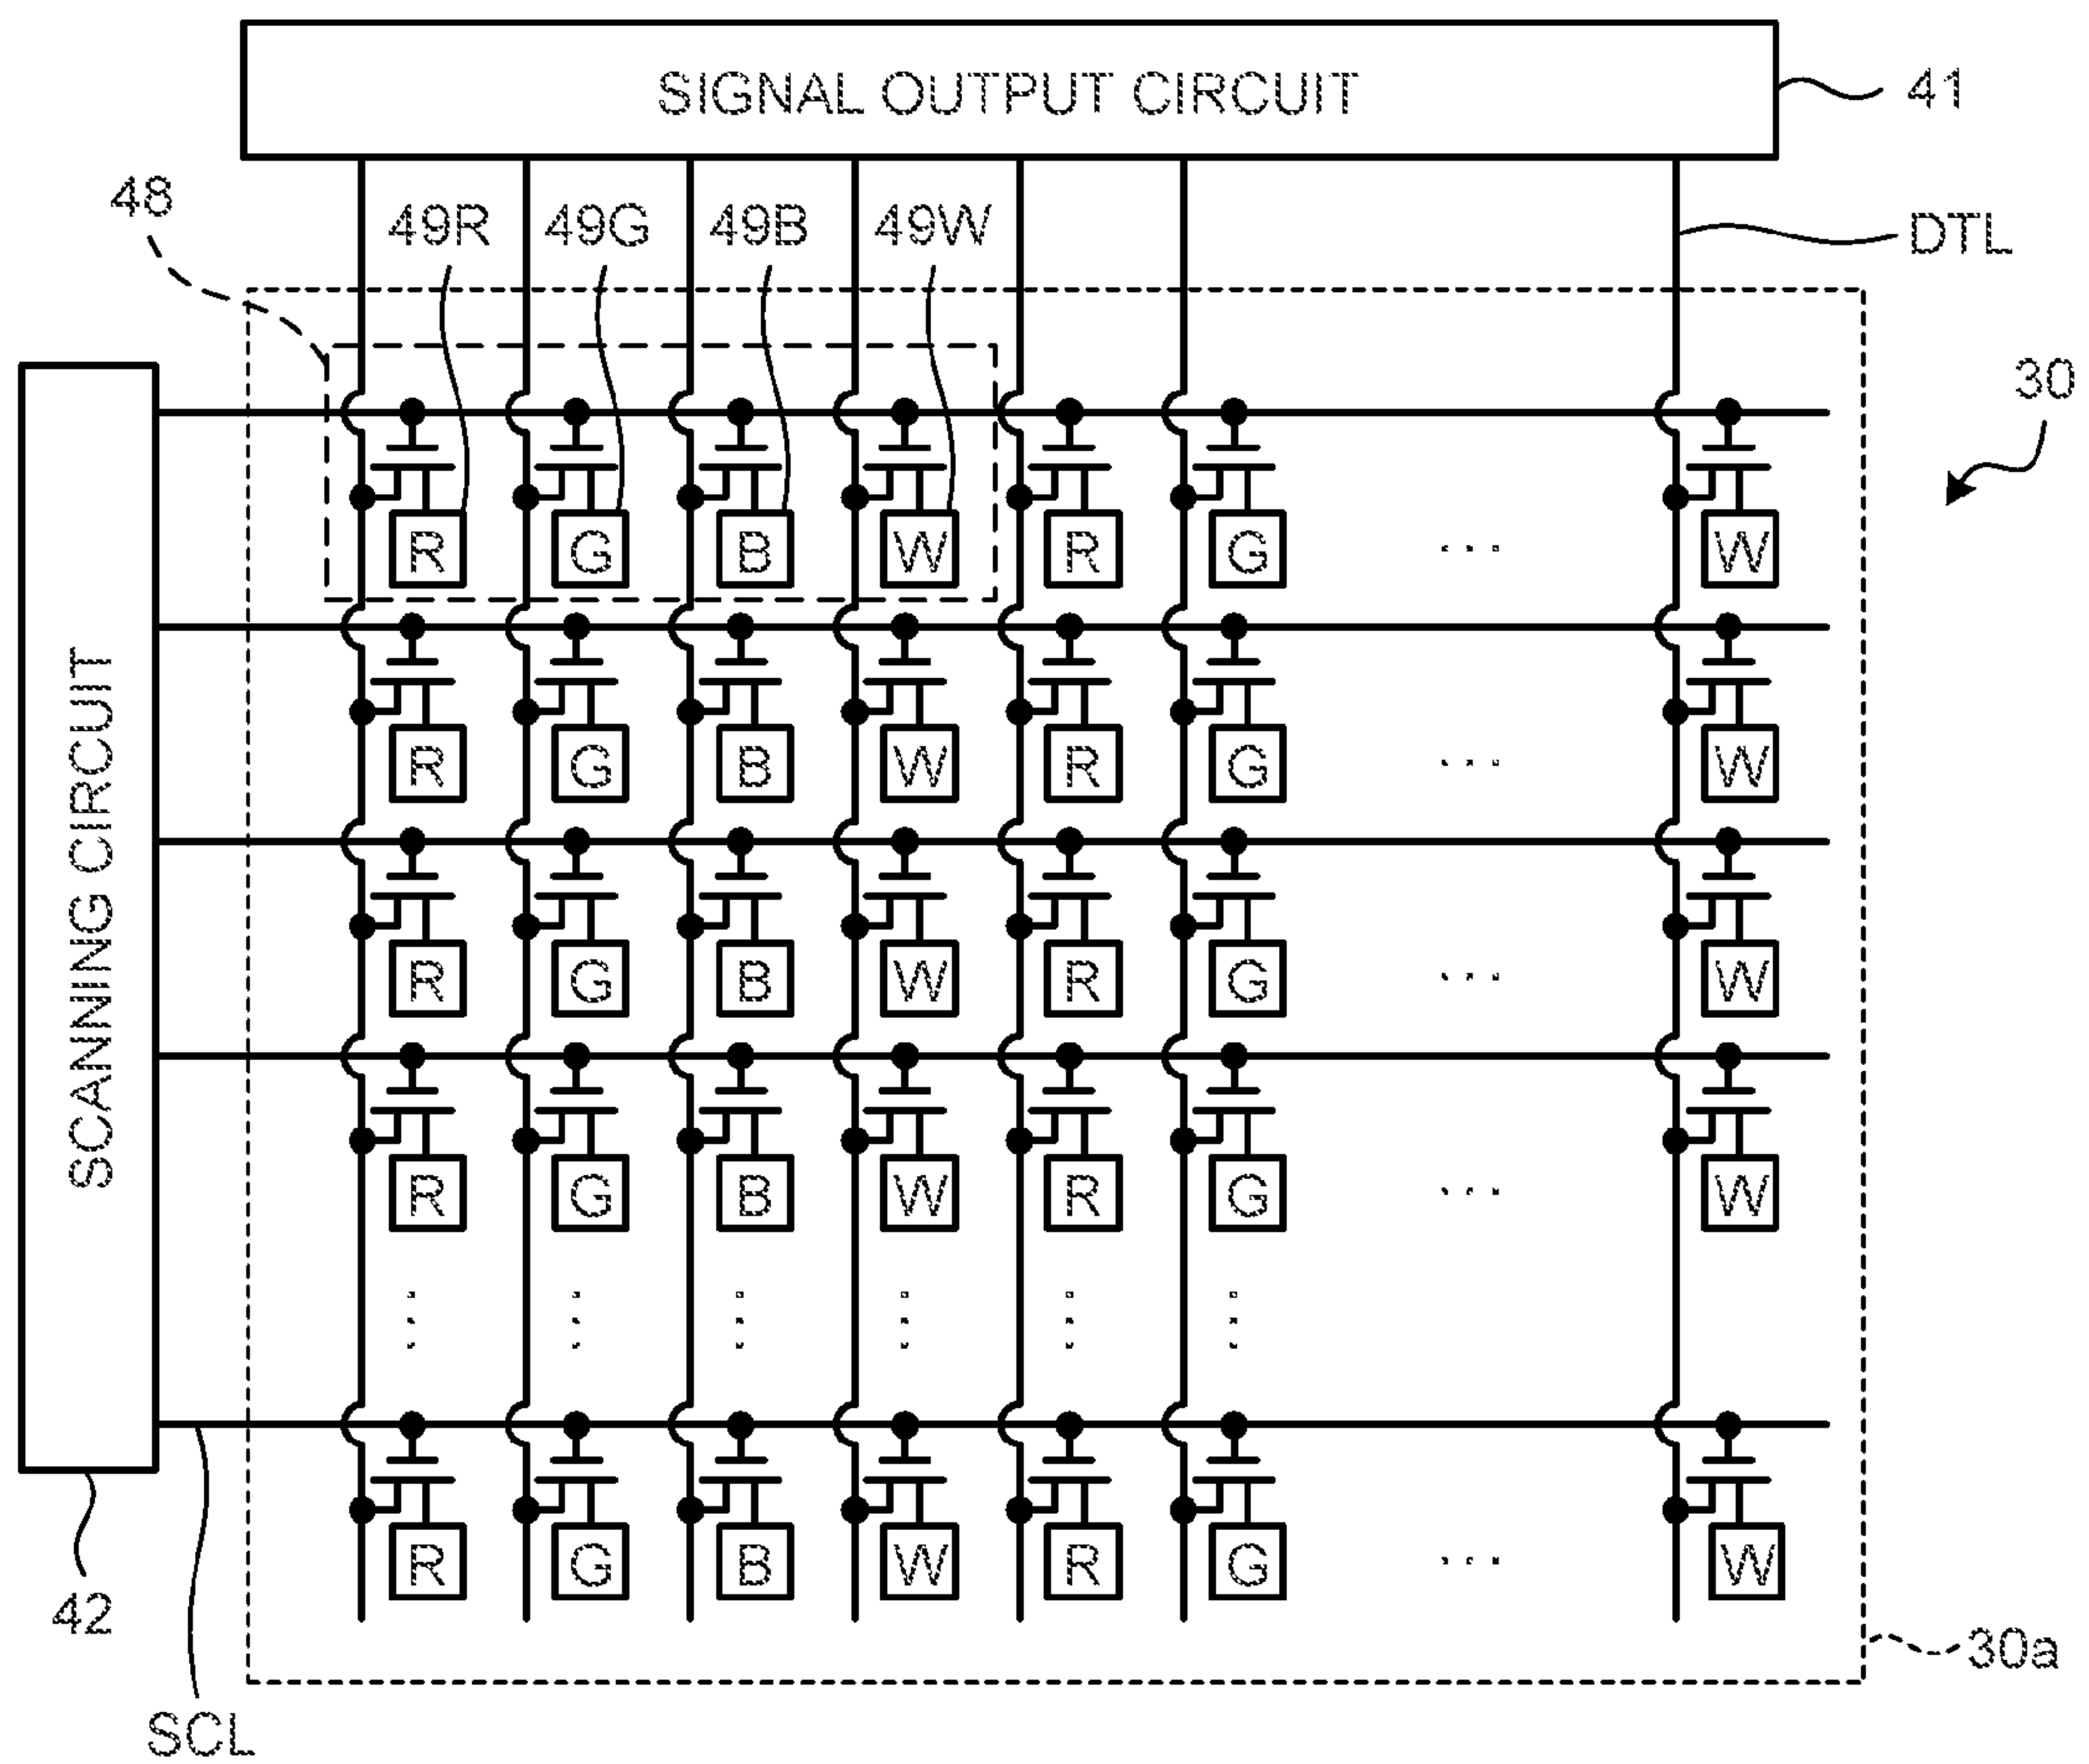 SIGNAL OUTPUT CIRCUIT
41
48
49R 49G 49B 49W
DTL
30
SCANNING CIRCUIT
R G B W R G ... W
R G B W R G ... W
R G B W R G ... W
R G B W R G ... W
R G B W R G ... W
42
30a
SCL